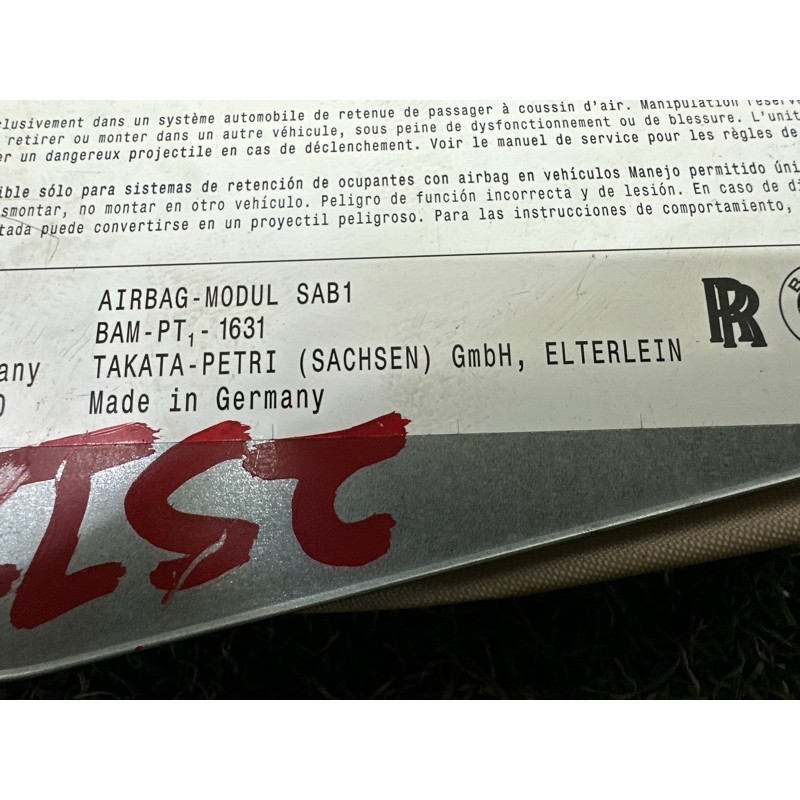 clusivement dans un système automobile de retenue de passager à coussin d'air. Manipulation
retirer ou monter dans un autre véhicule, sous peine de dysfonctionnement ou de blessure. L'unit
er un dangereux projectile en cas de déclenchement. Voir le manuel de service pour les règles de
ible sólo para sistemas de retención de ocupantes con airbag en vehículos Manejo permitido úni
smontar, no montar en otro vehículo. Peligro de función incorrecta y de lesión. En caso de di
tada puede convertirse en un proyectil peligroso. Para las instrucciones de comportamiento,
AIRBAG-MODUL SAB1
BAM-PT₁-1631
any TAKATA-PETRI (SACHSEN) GmbH, ELTERLEIN
Made in Germany
RR